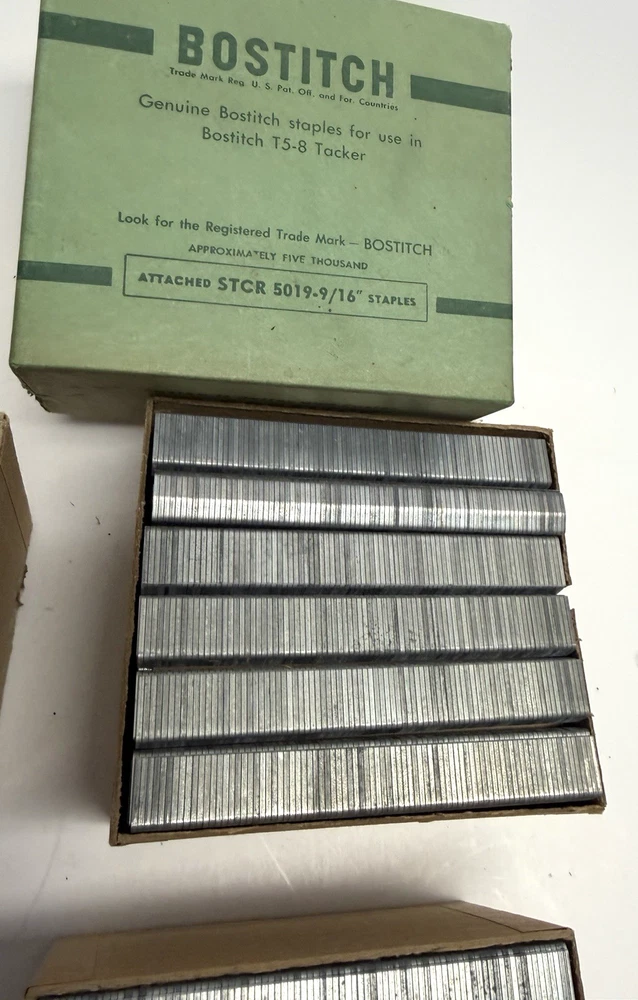 BOSTITCH
Trade Mark Reg. U. S. Pat. Off. and For. Countries
Genuine Bostitch staples for use in
Bostitch T5-8 Tacker
Look for the Registered Trade Mark — BOSTITCH
APPROXIMATELY FIVE THOUSAND
ATTACHED STCR 5019-9/16" STAPLES